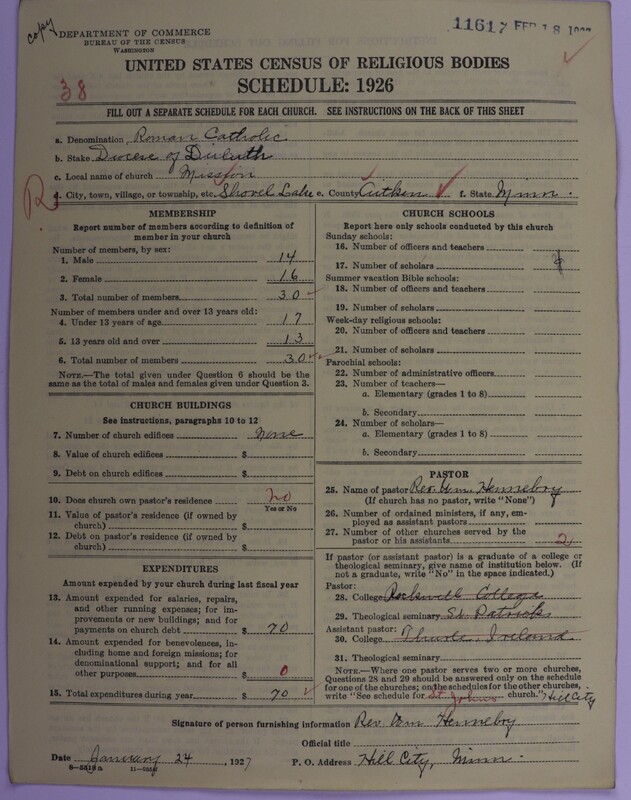 copy
DEPARTMENT OF COMMERCE
BUREAU OF THE CENSUS
WASHINGTON
11617 FEB 18 1927
UNITED STATES CENSUS OF RELIGIOUS BODIES
SCHEDULE: 1926
38
FILL OUT A SEPARATE SCHEDULE FOR EACH CHURCH. SEE INSTRUCTIONS ON THE BACK OF THIS SHEET
a. Denomination Roman Catholic
b. Stake Diocese of Duluth
c. Local name of church Mission
R
d. City, town, village, or township, etc. Shovel Lake e. County Aitken f. State Minn.
MEMBERSHIP
Report number of members according to definition of
member in your church
Number of members, by sex:
1. Male 14
2. Female 16
3. Total number of members 30
Number of members under and over 13 years old:
4. Under 13 years of age 17
5. 13 years old and over 13
6. Total number of members 30
NOTE.—The total given under Question 6 should be
same as the total of males and females given under Question 3.
CHURCH BUILDINGS
See instructions, paragraphs 10 to 12
7. Number of church edifices none
8. Value of church edifices $
9. Debt on church edifices $
10. Does church own pastor's residence no
Yes or No
11. Value of pastor's residence (if owned by
church) $
12. Debt on pastor's residence (if owned by
church) $
EXPENDITURES
Amount expended by your church during last fiscal year
13. Amount expended for salaries, repairs,
and other running expenses; for im-
provements or new buildings; and for
payments on church debt $ 70
14. Amount expended for benevolences, in-
cluding home and foreign missions; for
denominational support; and for all
other purposes $ 0
15. Total expenditures during year $ 70
CHURCH SCHOOLS
Report here only schools conducted by this church
Sunday schools:
16. Number of officers and teachers
17. Number of scholars
Summer vacation Bible schools:
18. Number of officers and teachers
19. Number of scholars
Week-day religious schools:
20. Number of officers and teachers
21. Number of scholars
Parochial schools:
22. Number of administrative officers
23. Number of teachers—
a. Elementary (grades 1 to 8)
b. Secondary
24. Number of scholars—
a. Elementary (grades 1 to 8)
b. Secondary
PASTOR
25. Name of pastor Rev. Wm. Hennebry
(If church has no pastor, write "None")
26. Number of ordained ministers, if any, em-
ployed as assistant pastors
27. Number of other churches served by the
pastor or his assistants 2
If pastor (or assistant pastor) is a graduate of a college or
theological seminary, give name of institution below. (If
not a graduate, write "No" in the space indicated.)
Pastor:
28. College Rockwell College
29. Theological seminary St. Patricks
Assistant pastor:
30. College Thurles, Ireland
31. Theological seminary
NOTE.—Where one pastor serves two or more churches,
Questions 28 and 29 should be answered only on the schedule
for one of the churches; on the schedules for the other churches,
write "See schedule for church." Hill City
Signature of person furnishing information Rev. Wm Hennebry
Official title
Date January 24, 1927 P. O. Address Hill City, Minn.